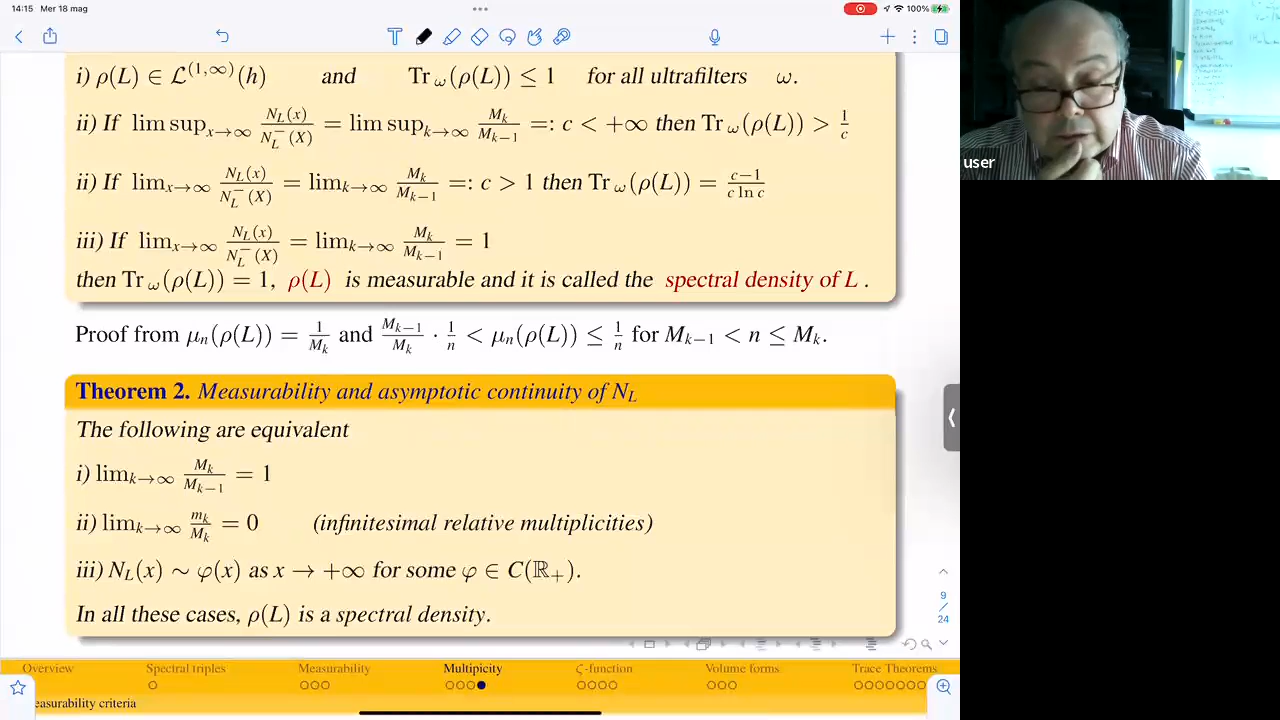 14:15 Mer 18 mag
100%
i) ρ(L) ∈ 𝓛^(1,∞)(h) and Tr_ω(ρ(L)) ≤ 1 for all ultrafilters ω.
ii) If lim sup_{x→∞} N_L(x)/N_L^−(X) = lim sup_{k→∞} M_k/M_{k−1} =: c < +∞ then Tr_ω(ρ(L)) > 1/c
ii) If lim_{x→∞} N_L(x)/N_L^−(X) = lim_{k→∞} M_k/M_{k−1} =: c > 1 then Tr_ω(ρ(L)) = c−1/c ln c
iii) If lim_{x→∞} N_L(x)/N_L^−(X) = lim_{k→∞} M_k/M_{k−1} = 1
then Tr_ω(ρ(L)) = 1, ρ(L) is measurable and it is called the spectral density of L .
Proof from μ_n(ρ(L)) = 1/M_k and M_{k−1}/M_k · 1/n < μ_n(ρ(L)) ≤ 1/n for M_{k−1} < n ≤ M_k.
Theorem 2. Measurability and asymptotic continuity of N_L
The following are equivalent
i) lim_{k→∞} M_k/M_{k−1} = 1
ii) lim_{k→∞} m_k/M_k = 0 (infinitesimal relative multiplicities)
iii) N_L(x) ∼ φ(x) as x → +∞ for some φ ∈ C(ℝ_+).
In all these cases, ρ(L) is a spectral density.
9
/
24
Overview Spectral triples Measurability Multipicity ζ-function Volume forms Trace Theorems
easurability criteria
user